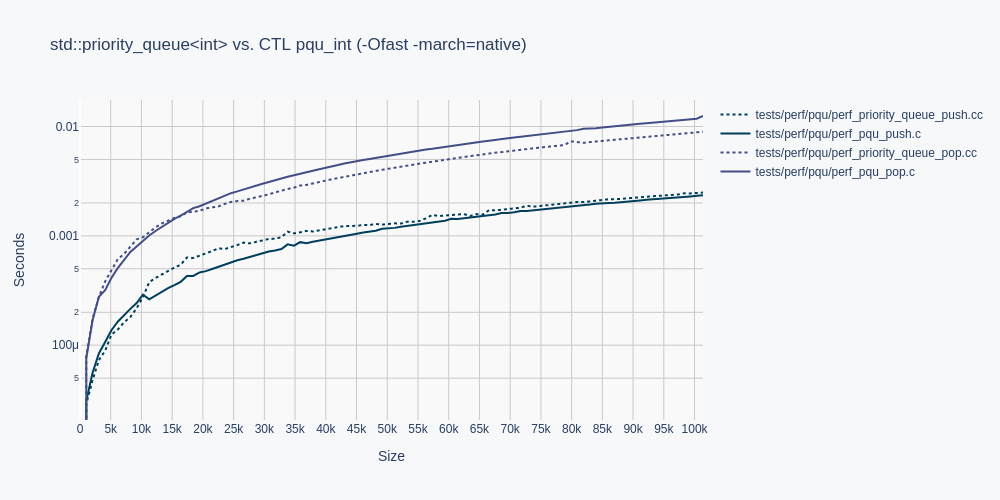 std::priority_queue<int> vs. CTL pqu_int (-Ofast -march=native)
tests/perf/pqu/perf_priority_queue_push.cc
tests/perf/pqu/perf_pqu_push.c
tests/perf/pqu/perf_priority_queue_pop.cc
tests/perf/pqu/perf_pqu_pop.c
Seconds
0.01
5
2
0.001
5
2
100μ
5
0 5k 10k 15k 20k 25k 30k 35k 40k 45k 50k 55k 60k 65k 70k 75k 80k 85k 90k 95k 100k
Size